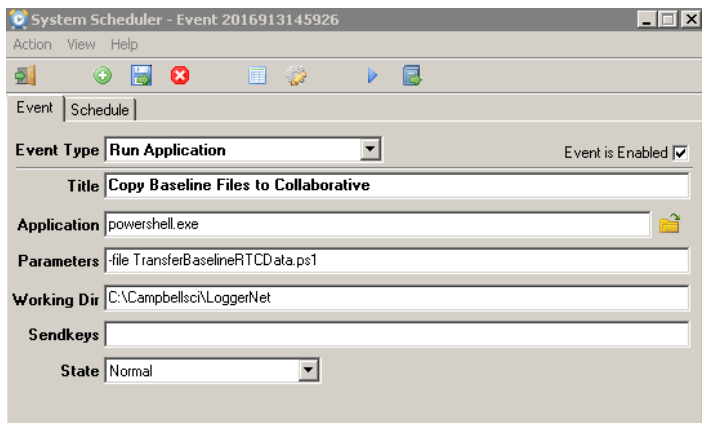 System Scheduler - Event 2016913145926
Action View Help
Event Schedule
Event Type Run Application Event is Enabled
Title Copy Baseline Files to Collaborative
Application powershell.exe
Parameters -file TransferBaselineRTCData.ps1
Working Dir C:\Campbellsci\LoggerNet
Sendkeys
State Normal